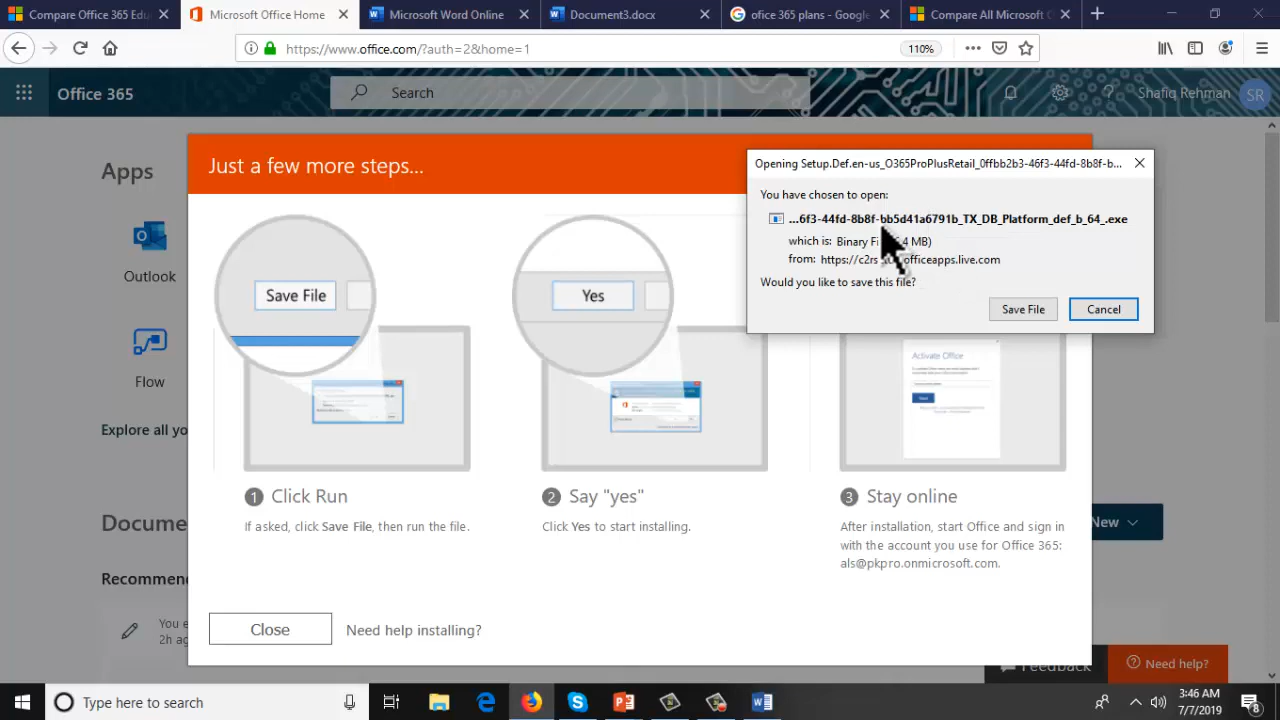 Compare Office 365 Edu
Microsoft Office Home
Microsoft Word Online
Document3.docx
ofice 365 plans - Google
Compare All Microsoft O
https://www.office.com/?auth=2&home=1
110%
Office 365
Search
Shafiq Rehman
SR
Apps
Just a few more steps...
Opening Setup.Def.en-us_O365ProPlusRetail_0ffbb2b3-46f3-44fd-8b8f-b...
You have chosen to open:
...6f3-44fd-8b8f-bb5d41a6791b_TX_DB_Platform_def_b_64_.exe
which is: Binary Fi 4 MB)
from: https://c2rs officeapps.live.com
Would you like to save this file?
Save File
Cancel
Save File
Yes
Outlook
Activate Office
Flow
Explore all yo
1 Click Run
2 Say "yes"
3 Stay online
If asked, click Save File, then run the file.
Click Yes to start installing.
After installation, start Office and sign in
with the account you use for Office 365:
als@pkpro.onmicrosoft.com.
Docume
New
Recommen
You e
2h ag
Close
Need help installing?
Feedback
Need help?
Type here to search
3:46 AM
7/7/2019
8